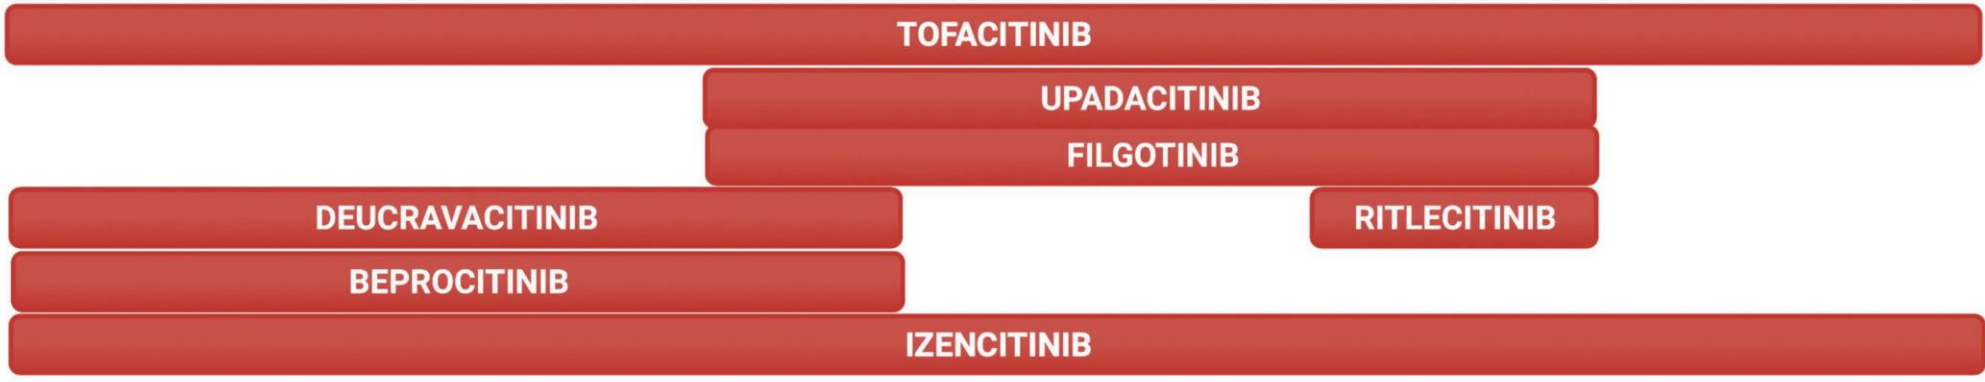 TOFACITINIB
UPADACITINIB
FILGOTINIB
DEUCRAVACITINIB RITLECITINIB
BEPROCITINIB
IZENCITINIB